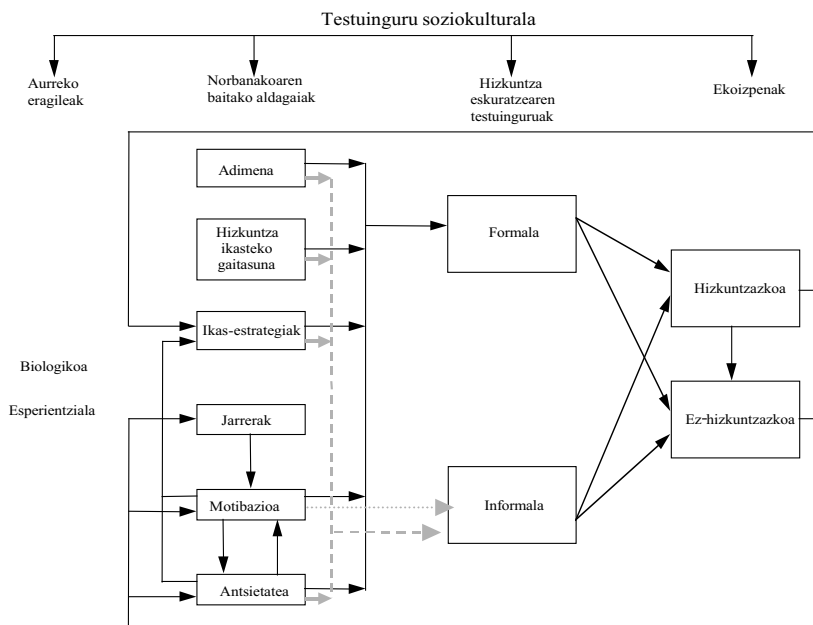 Testuinguru soziokulturala
Aurreko
eragileak
Norbanakoaren
baitako aldagaiak
Hizkuntza
eskuratzearen
testuinguruak
Ekoizpenak
Adimena
Hizkuntza
ikasteko
gaitasuna
Ikas-estrategiak
Biologikoa
Esperientziala
Jarrerak
Motibazioa
Antsietatea
Formala
Informala
Hizkuntzazkoa
Ez-hizkuntzazkoa